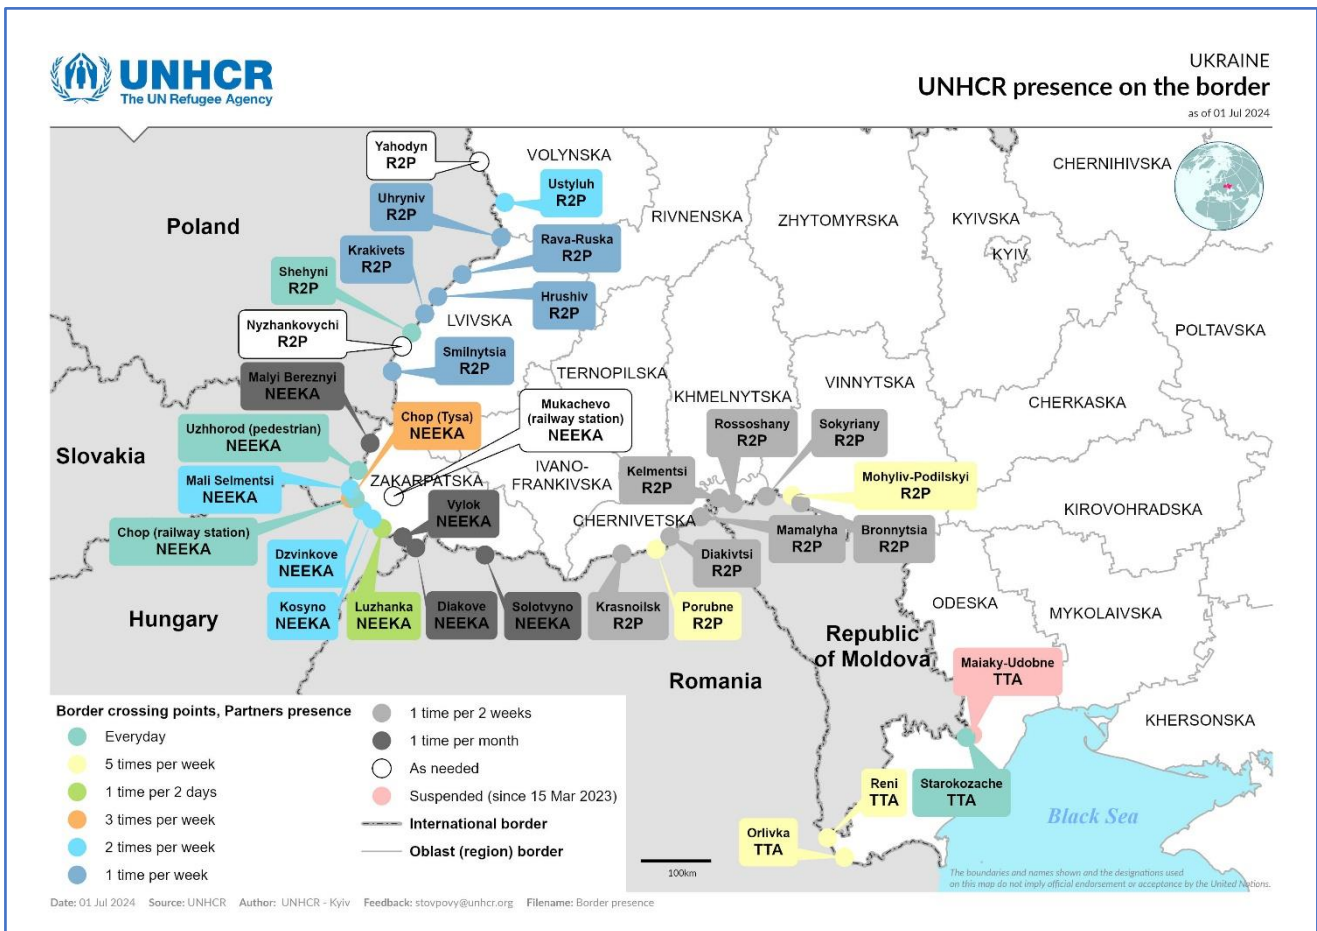 UNHCR
The UN Refugee Agency
UKRAINE
UNHCR presence on the border
as of 01 Jul 2024
Yahodyn
R2P
VOLYNSKA
CHERNIHIVSKA
Ustyluh
R2P
Uhryniv
R2P
RIVNENSKA
ZHYTOMYRSKA
KYIVSKA
KYIV
Poland
Krakivets
R2P
Rava-Ruska
R2P
Shehyni
R2P
Hrushiv
R2P
LVIVSKA
Nyzhankovychi
R2P
POLTAVSKA
Smilnytsia
R2P
TERNOPILSKA
VINNYTSKA
Malyi Bereznyi
NEEKA
KHMELNYTSKA
CHERKASKA
Mukachevo
(railway station)
NEEKA
Chop (Tysa)
NEEKA
Rossoshany
R2P
Sokyriany
R2P
Uzhhorod (pedestrian)
NEEKA
Slovakia
ZAKARPATSKA
IVANO-
FRANKIVSKA
Kelmentsi
R2P
Mohyliv-Podilskyi
R2P
Mali Selmentsi
NEEKA
Vylok
NEEKA
CHERNIVETSKA
KIROVOHRADSKA
Chop (railway station)
NEEKA
Mamalyha
R2P
Bronnytsia
R2P
Dzvinkove
NEEKA
Diakivtsi
R2P
Hungary
Kosyno
NEEKA
Luzhanka
NEEKA
Diakove
NEEKA
Solotvyno
NEEKA
Krasnoilsk
R2P
Porubne
R2P
ODESKA
MYKOLAIVSKA
Republic
of Moldova
Maiaky-Udobne
TTA
Romania
KHERSONSKA
Reni
TTA
Starokozache
TTA
Orlivka
TTA
Black Sea
Border crossing points, Partners presence
Everyday
5 times per week
1 time per 2 days
3 times per week
2 times per week
1 time per week
1 time per 2 weeks
1 time per month
As needed
Suspended (since 15 Mar 2023)
International border
Oblast (region) border
100km
The boundaries and names shown and the designations used
on this map do not imply official endorsement or acceptance by the United Nations.
Date: 01 Jul 2024 Source: UNHCR Author: UNHCR - Kyiv Feedback: stovpovy@unhcr.org Filename: Border presence